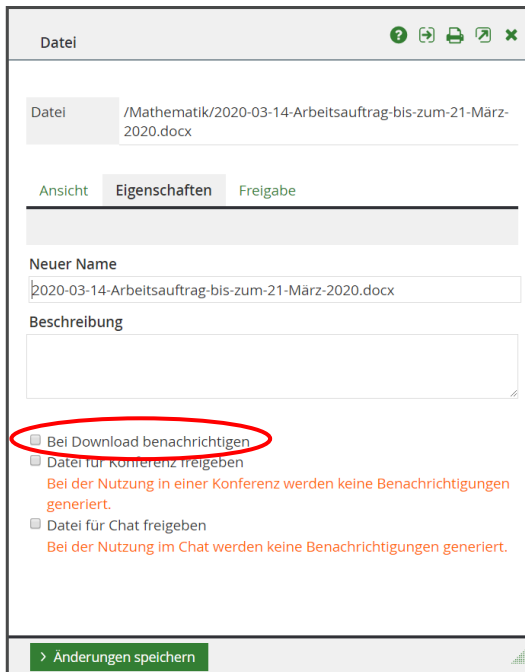 Datei
Datei
/Mathematik/2020-03-14-Arbeitsauftrag-bis-zum-21-März-
2020.docx
Ansicht Eigenschaften Freigabe
Neuer Name
2020-03-14-Arbeitsauftrag-bis-zum-21-März-2020.docx
Beschreibung
Bei Download benachrichtigen
Datei für Konferenz freigeben
Bei der Nutzung in einer Konferenz werden keine Benachrichtigungen
generiert.
Datei für Chat freigeben
Bei der Nutzung im Chat werden keine Benachrichtigungen generiert.
> Änderungen speichern